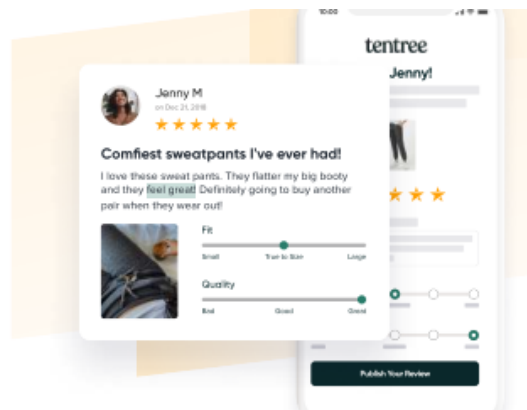 10:00
tentree
Jenny!
Jenny M
on Dec 21, 2018
Comfiest sweatpants I've ever had!
I love these sweat pants. They flatter my big booty
and they feel great! Definitely going to buy another
pair when they wear out!
Fit
Small True to Size Large
Quality
Bad Good Great
Publish Your Review